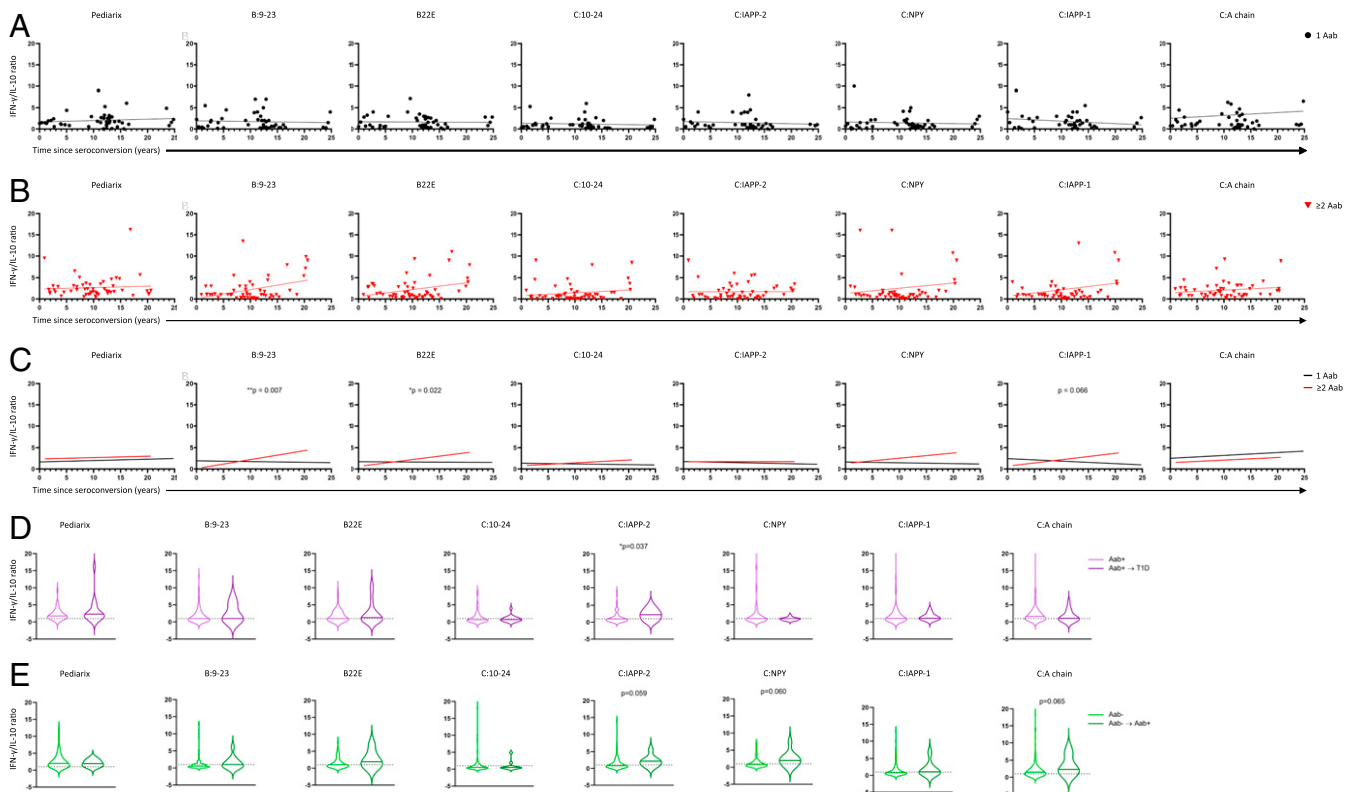 A
Pediarix B:9-23 B22E C:10-24 C:IAPP-2 C:NPY C:IAPP-1 C:A chain
1 Aab
IFN-γ/IL-10 ratio
Time since seroconversion (years)
B
Pediarix B:9-23 B22E C:10-24 C:IAPP-2 C:NPY C:IAPP-1 C:A chain
≥2 Aab
IFN-γ/IL-10 ratio
Time since seroconversion (years)
C
Pediarix B:9-23 B22E C:10-24 C:IAPP-2 C:NPY C:IAPP-1 C:A chain
1 Aab
≥2 Aab
**p = 0.007 *p = 0.022 p = 0.066
IFN-γ/IL-10 ratio
Time since seroconversion (years)
D
Pediarix B:9-23 B22E C:10-24 C:IAPP-2 C:NPY C:IAPP-1 C:A chain
*p=0.037
Aab+
Aab+ → T1D
IFN-γ/IL-10 ratio
E
Pediarix B:9-23 B22E C:10-24 C:IAPP-2 C:NPY C:IAPP-1 C:A chain
p=0.059 p=0.060 p=0.065
Aab-
Aab- → Aab+
IFN-γ/IL-10 ratio